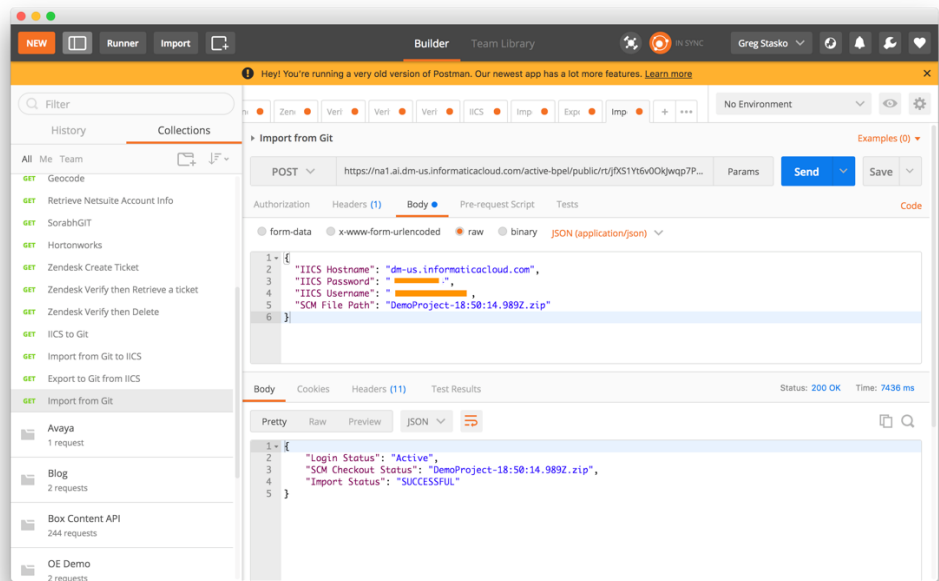 NEW Runner Import Builder Team Library IN SYNC Greg Stasko
Hey! You're running a very old version of Postman. Our newest app has a lot more features. Learn more
Filter
History Collections
All Me Team
GET Geocode
GET Retrieve Netsuite Account Info
GET SorabhGIT
GET Hortonworks
GET Zendesk Create Ticket
GET Zendesk Verify then Retrieve a ticket
GET Zendesk Verify then Delete
GET IICS to Git
GET Import from Git to IICS
GET Export to Git from IICS
GET Import from Git
Avaya
1 request
Blog
2 requests
Box Content API
244 requests
OE Demo
2 requests
Zen Veri Veri Veri IICS Imp Exp Imp + ••• No Environment
Import from Git Examples (0)
POST https://na1.ai.dm-us.informaticacloud.com/active-bpel/public/rt/jfXS1Yt6v0Okjwqp7P... Params Send Save
Authorization Headers (1) Body Pre-request Script Tests Code
form-data x-www-form-urlencoded raw binary JSON (application/json)
1 {
2 "IICS Hostname": "dm-us.informaticacloud.com",
3 "IICS Password": " ",
4 "IICS Username": " ,
5 "SCM File Path": "DemoProject-18:50:14.989Z.zip"
6 }
Body Cookies Headers (11) Test Results Status: 200 OK Time: 7436 ms
Pretty Raw Preview JSON
1 {
2 "Login Status": "Active",
3 "SCM Checkout Status": "DemoProject-18:50:14.989Z.zip",
4 "Import Status": "SUCCESSFUL"
5 }